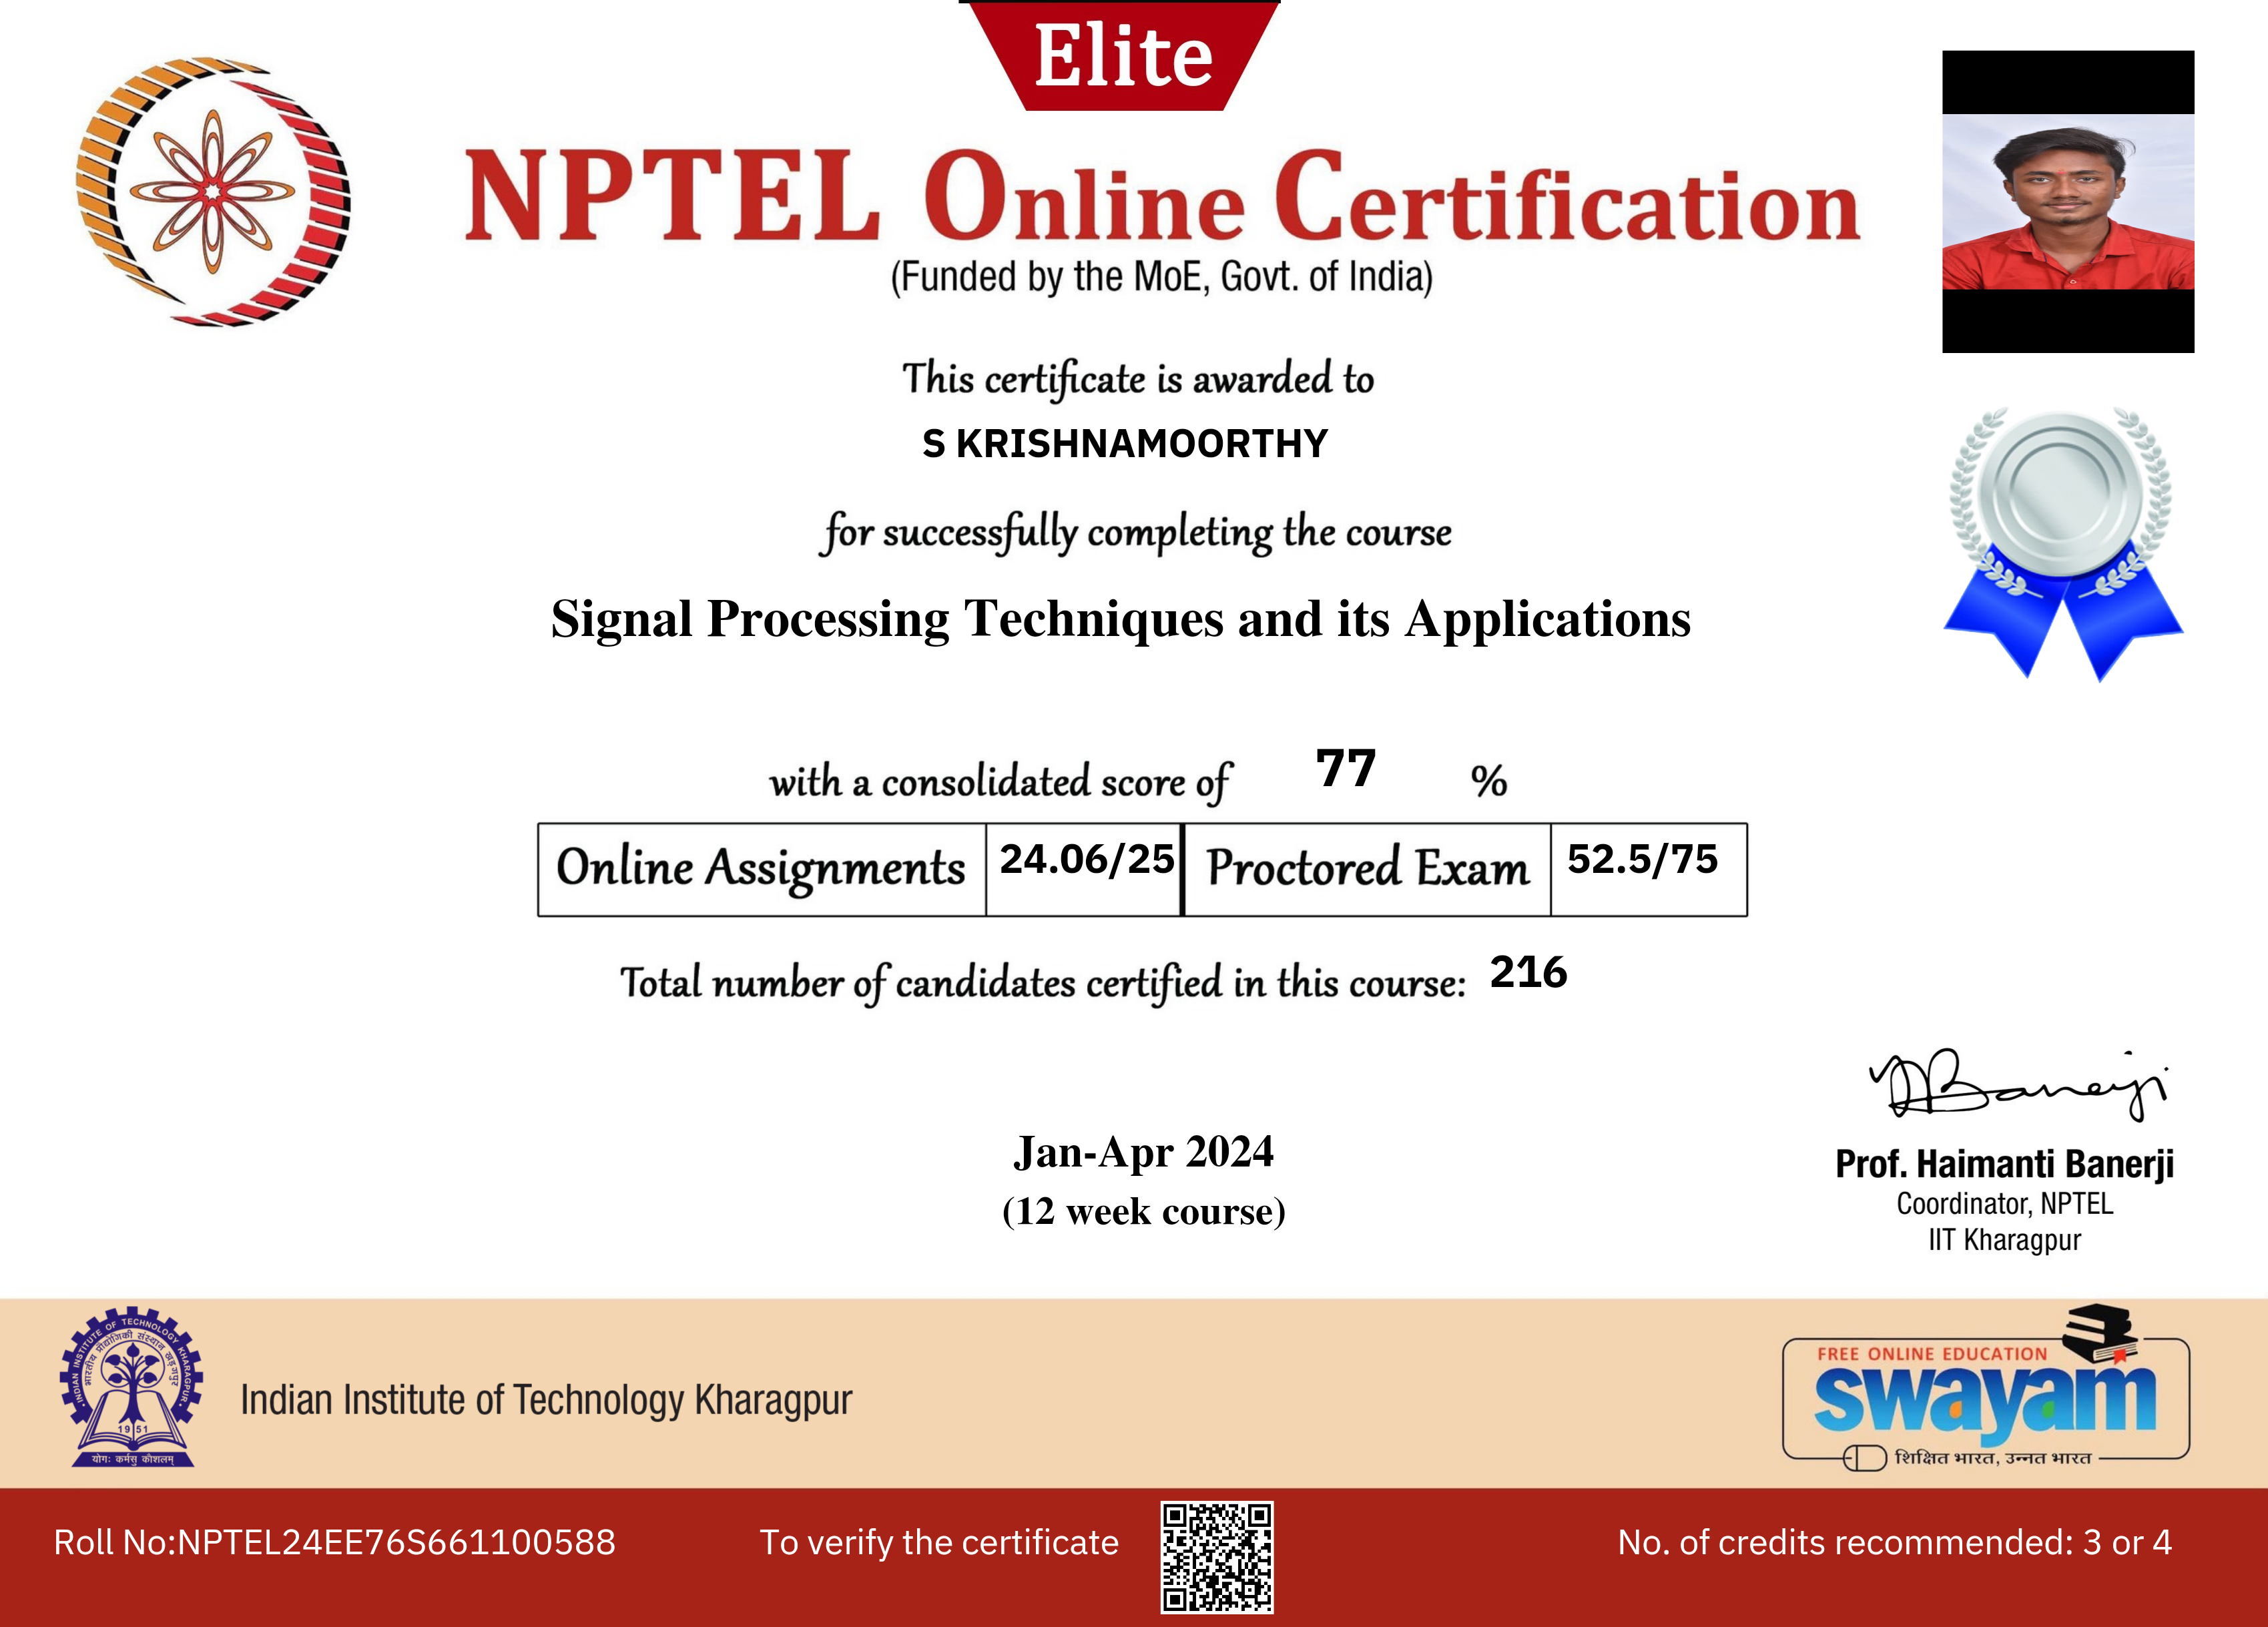 Elite
NPTEL Online Certification
(Funded by the MoE, Govt. of India)
This certificate is awarded to
S KRISHNAMOORTHY
for successfully completing the course
Signal Processing Techniques and its Applications
with a consolidated score of 77 %
Online Assignments 24.06/25 Proctored Exam 52.5/75
Total number of candidates certified in this course: 216
Banerji
Jan-Apr 2024
(12 week course)
Prof. Haimanti Banerji
Coordinator, NPTEL
IIT Kharagpur
INDIAN INSTITUTE OF TECHNOLOGY KHARAGPUR
भारतीय प्रौद्योगिकी संस्थान खड़गपुर
1951
योगः कर्मसु कौशलम्
Indian Institute of Technology Kharagpur
FREE ONLINE EDUCATION
swayam
शिक्षित भारत, उन्नत भारत
Roll No:NPTEL24EE76S661100588
To verify the certificate
No. of credits recommended: 3 or 4